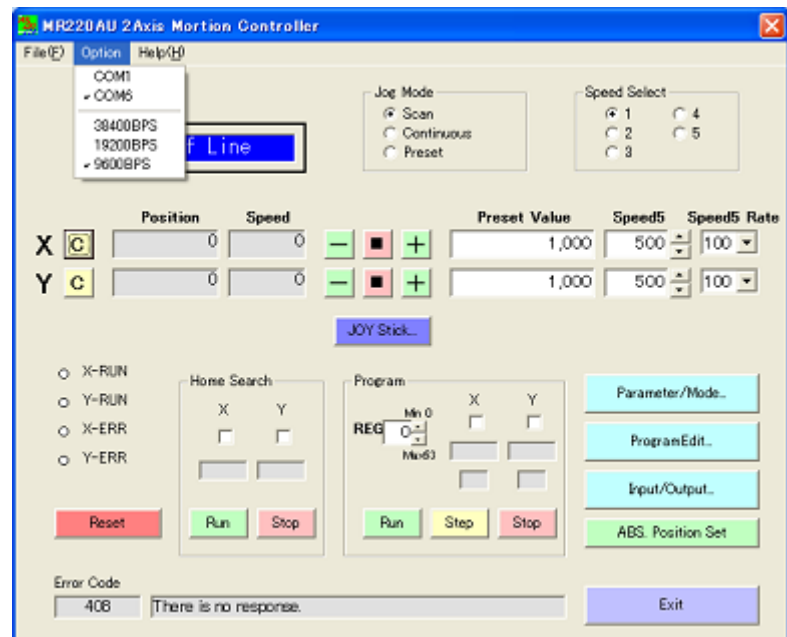 MR220AU 2Axis Mortion Controller
File(F) Option Help(H)
COM1
COM6
38400BPS
19200BPS
9600BPS
f Line
Jog Mode
Scan
Continuous
Preset
Speed Select
1 4
2 5
3
Position Speed Preset Value Speed5 Speed5 Rate
X C 0 0 − ■ + 1,000 500 100
Y C 0 0 − ■ + 1,000 500 100
JOY Stick...
X-RUN
Y-RUN
X-ERR
Y-ERR
Reset
Home Search
X Y
Run Stop
Program
X Y
Min 0
REG 0
Max63
Run Step Stop
Parameter/Mode...
ProgramEdit...
Input/Output...
ABS. Position Set
Error Code
408 There is no response.
Exit